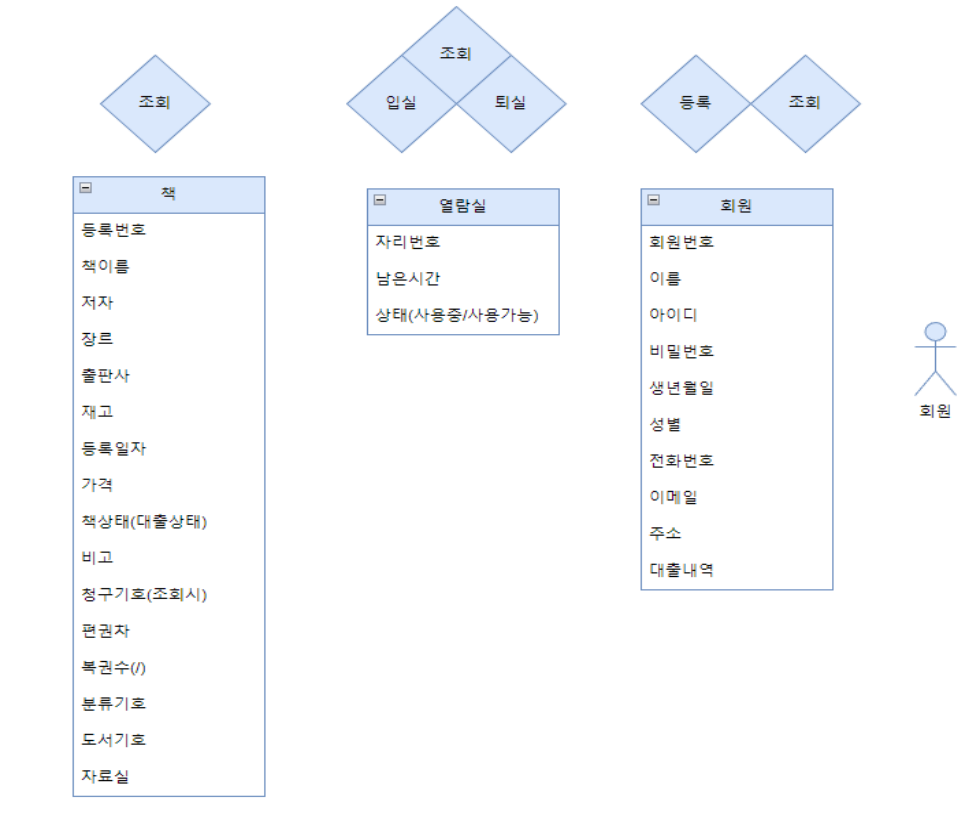 조회
조회
입실
퇴실
등록
조회
책
등록번호
책이름
저자
장르
출판사
재고
등록일자
가격
책상태(대출상태)
비고
청구기호(조회시)
편권차
복권수(/)
분류기호
도서기호
자료실
열람실
자리번호
남은시간
상태(사용중/사용가능)
회원
회원번호
이름
아이디
비밀번호
생년월일
성별
전화번호
이메일
주소
대출내역
회원